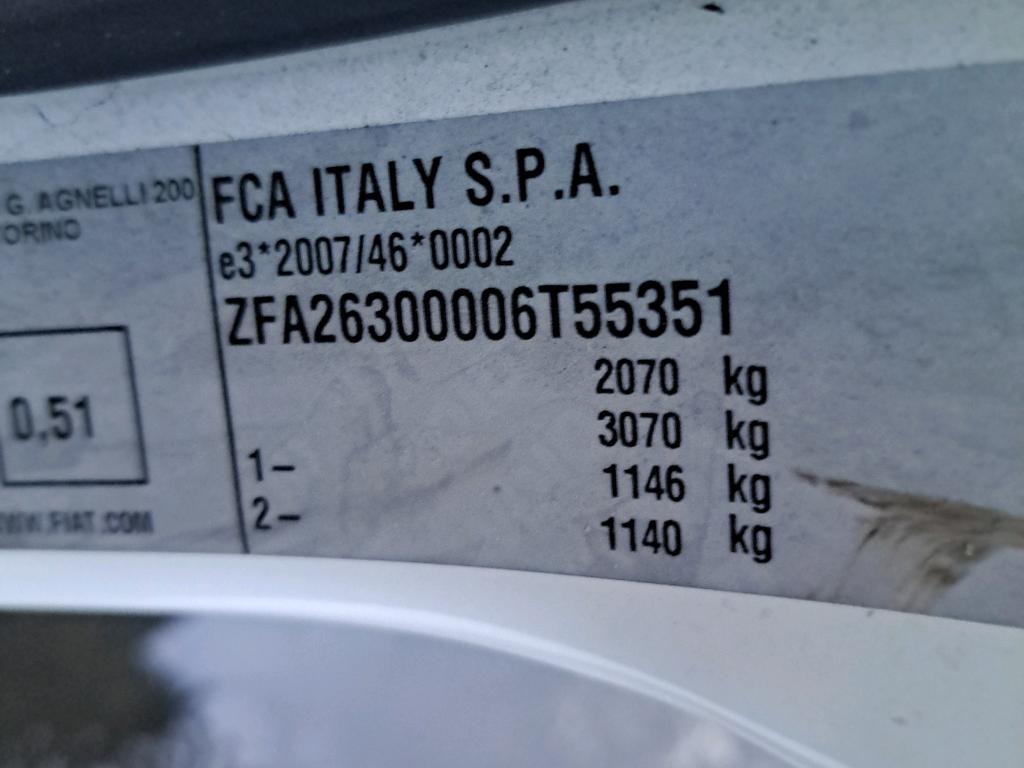 G. AGNELLI 200
ORINO
0,51
WWW.FIAT.COM
FCA ITALY S.P.A.
e3*2007/46*0002
ZFA26300006T55351
2070 kg
3070 kg
1- 1146 kg
2- 1140 kg